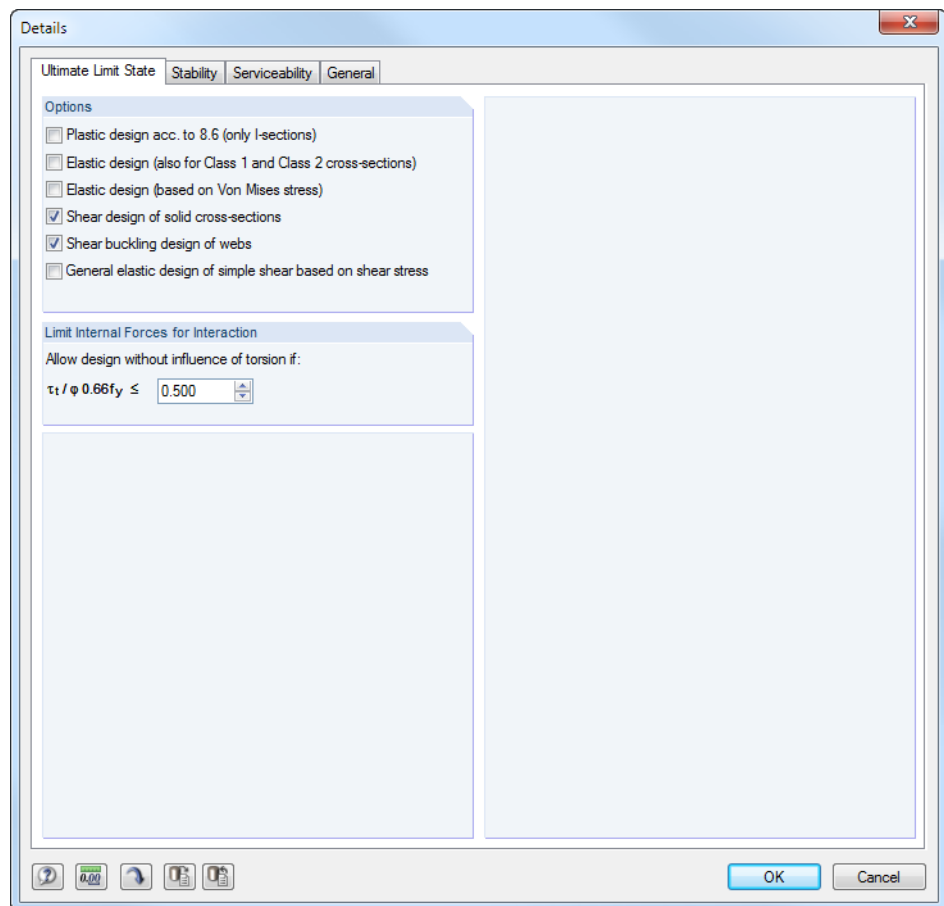 Details
Ultimate Limit State
Stability
Serviceability
General
Options
Plastic design acc. to 8.6 (only I-sections)
Elastic design (also for Class 1 and Class 2 cross-sections)
Elastic design (based on Von Mises stress)
Shear design of solid cross-sections
Shear buckling design of webs
General elastic design of simple shear based on shear stress
Limit Internal Forces for Interaction
Allow design without influence of torsion if:
τt / φ 0.66fy ≤ 0.500
0.00
OK
Cancel